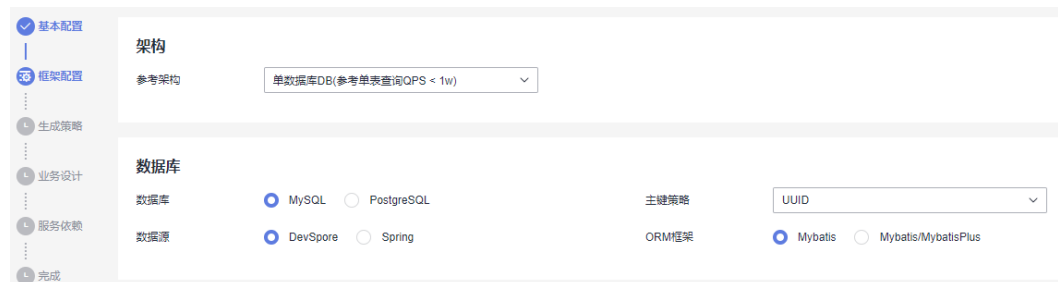 基本配置
框架配置
生成策略
业务设计
服务依赖
完成
架构
参考架构 单数据库DB(参考单表查询QPS < 1w)
数据库
数据库 MySQL PostgreSQL 主键策略 UUID
数据源 DevSpore Spring ORM框架 Mybatis Mybatis/MybatisPlus